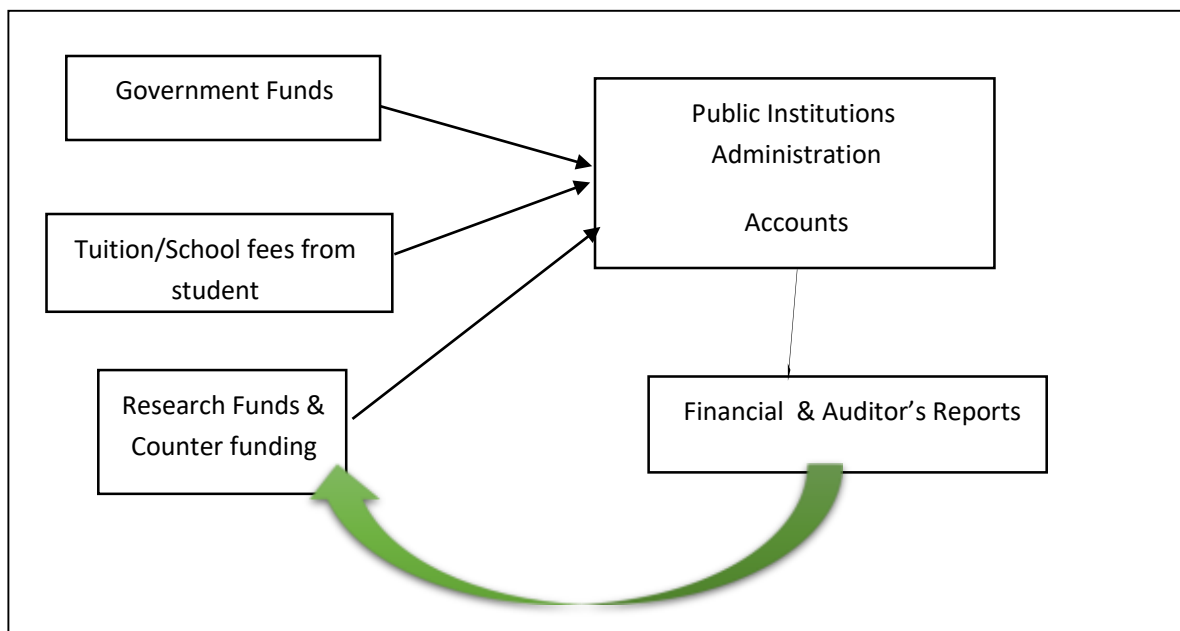 Government Funds
Public Institutions
Administration
Accounts
Tuition/School fees from
student
Research Funds &
Counter funding
Financial & Auditor’s Reports